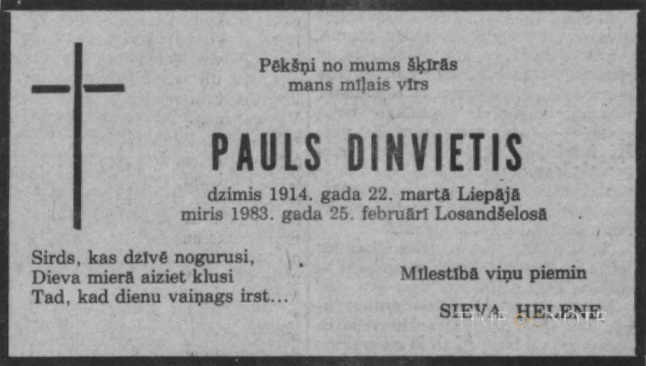 Pēkšņi no mums šķīrās
mans mīļais vīrs
PAULS DINVIETIS
dzimis 1914. gada 22. martā Liepājā
miris 1983. gada 25. februārī Losandšelosā
Sirds, kas dzīvē nogurusi,
Dieva mierā aiziet klusi
Tad, kad dienu vaiņags irst...
Mīlestībā viņu piemin
SIEVA HELENE
TIMENOTE